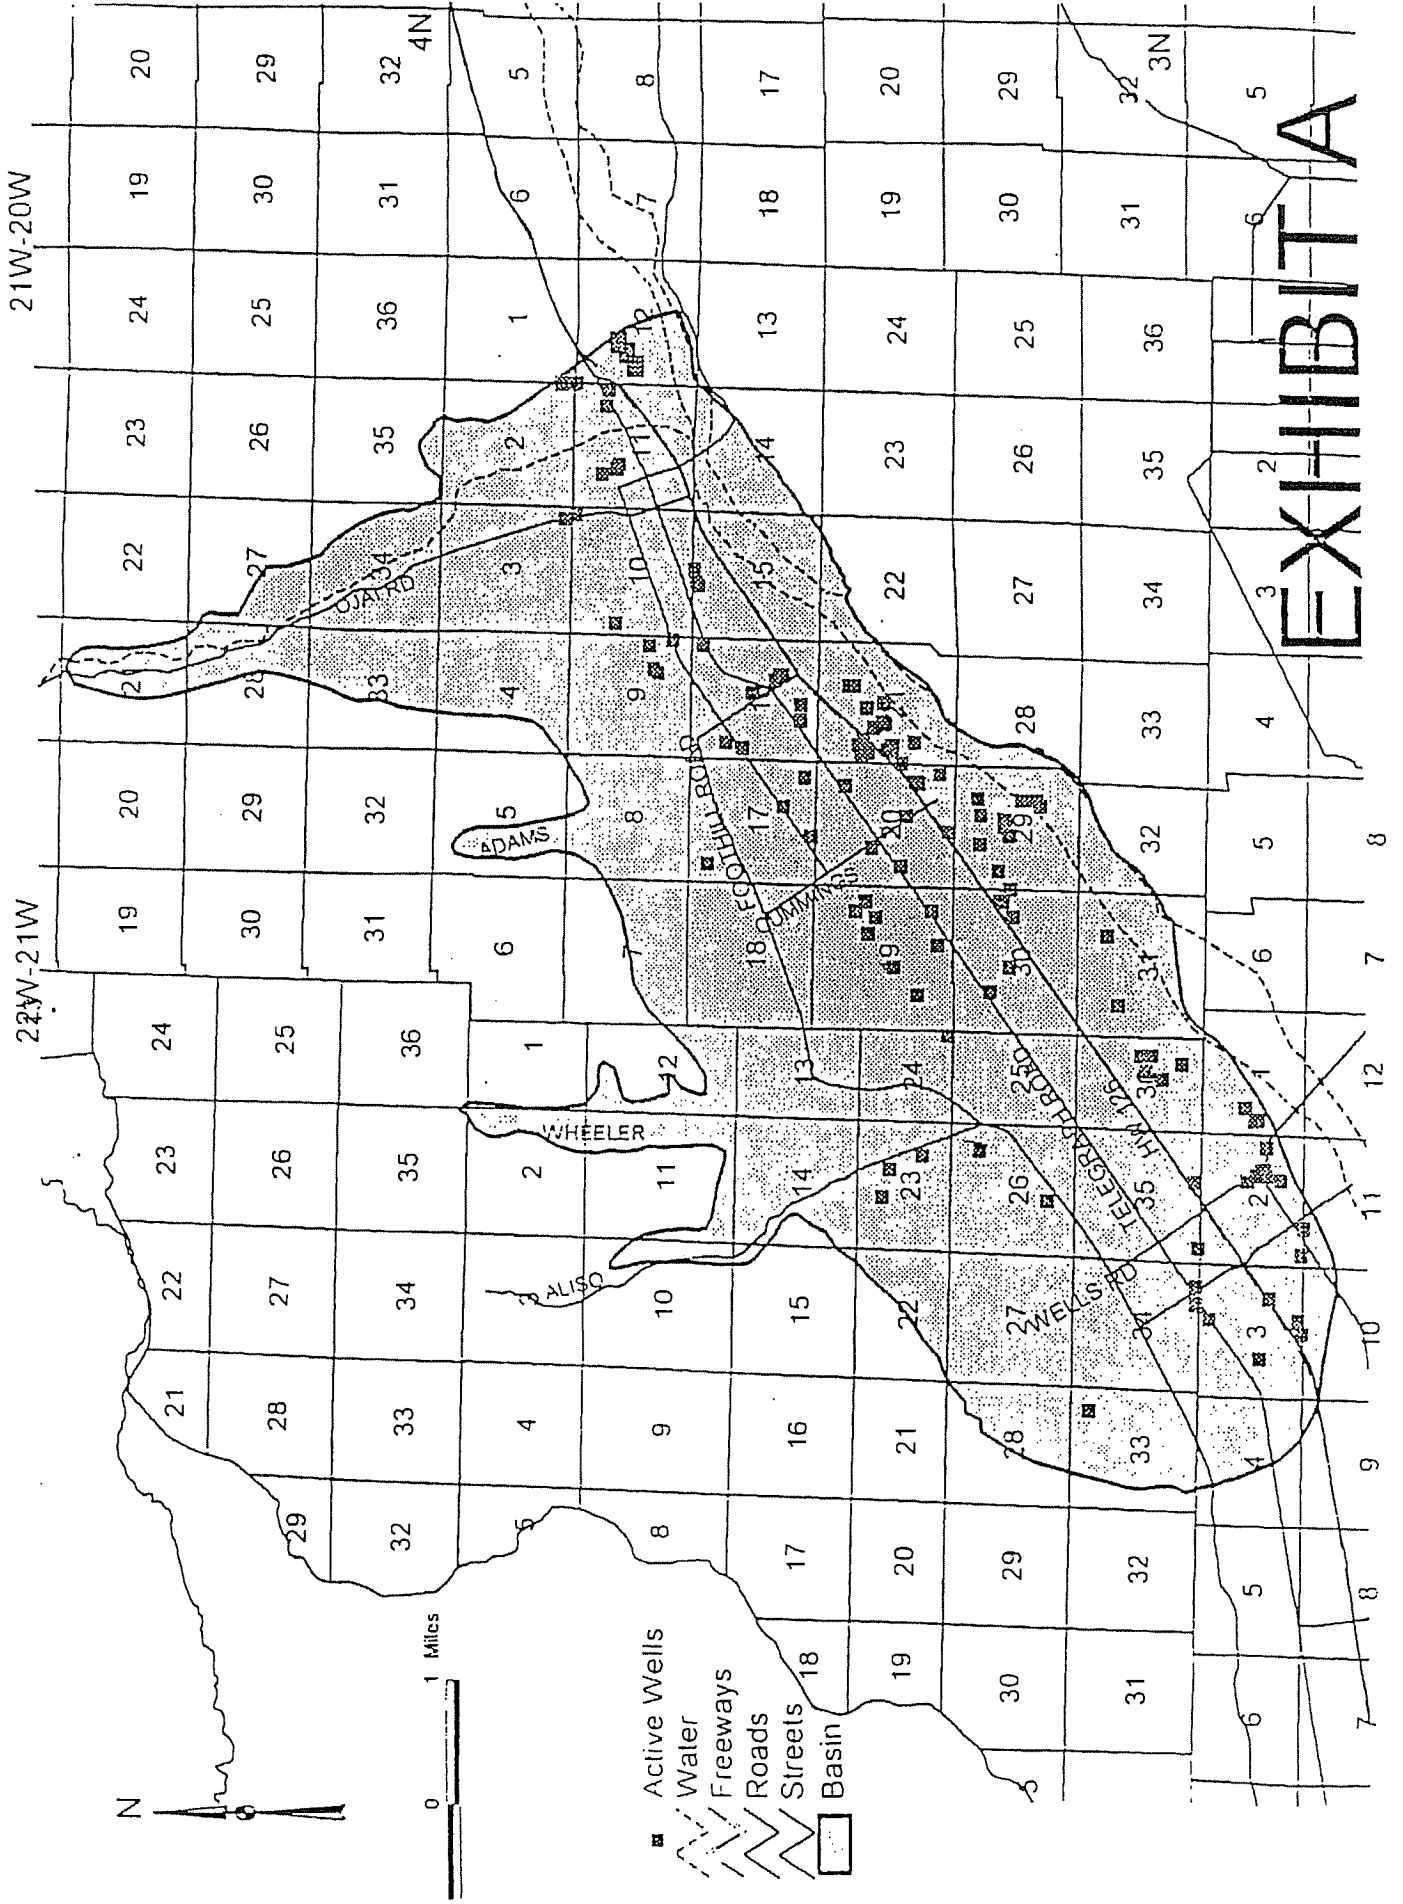 22W-21W
21W-20W
N
21 22 23 24 19 20 22 23 24 19 20
29 28 27 26 25 30 29 28 27 26 25 30 29
OJAI RD
32 33 34 35 36 31 32 33 34 35 36 31 32
4N
0 1 Miles
5 4 3 2 1 6 5 4 3 2 1 6 5
ALISO
WHEELER
ADAMS
8 9 10 11 12 7 8 9 10 11 12 7 8
FOOTHILL ROAD
18 17 16 15 14 13 18 17 16 15 14 13 18 17
19 20 21 22 23 24 19 20 21 22 23 24 19 20
30 29 28 27 26 25 30 29 28 27 26 25 30 29
TELEGRAPH ROAD
HW 126
WELLS RD
31 32 33 34 35 36 31 32 33 34 35 36 31 32
3N
6 5 4 3 2 1 6 5 4 3 2 6 5
7 8 9 10 11 12 7 8
Active Wells
Water
Freeways
Roads
Streets
Basin
EXHIBIT A